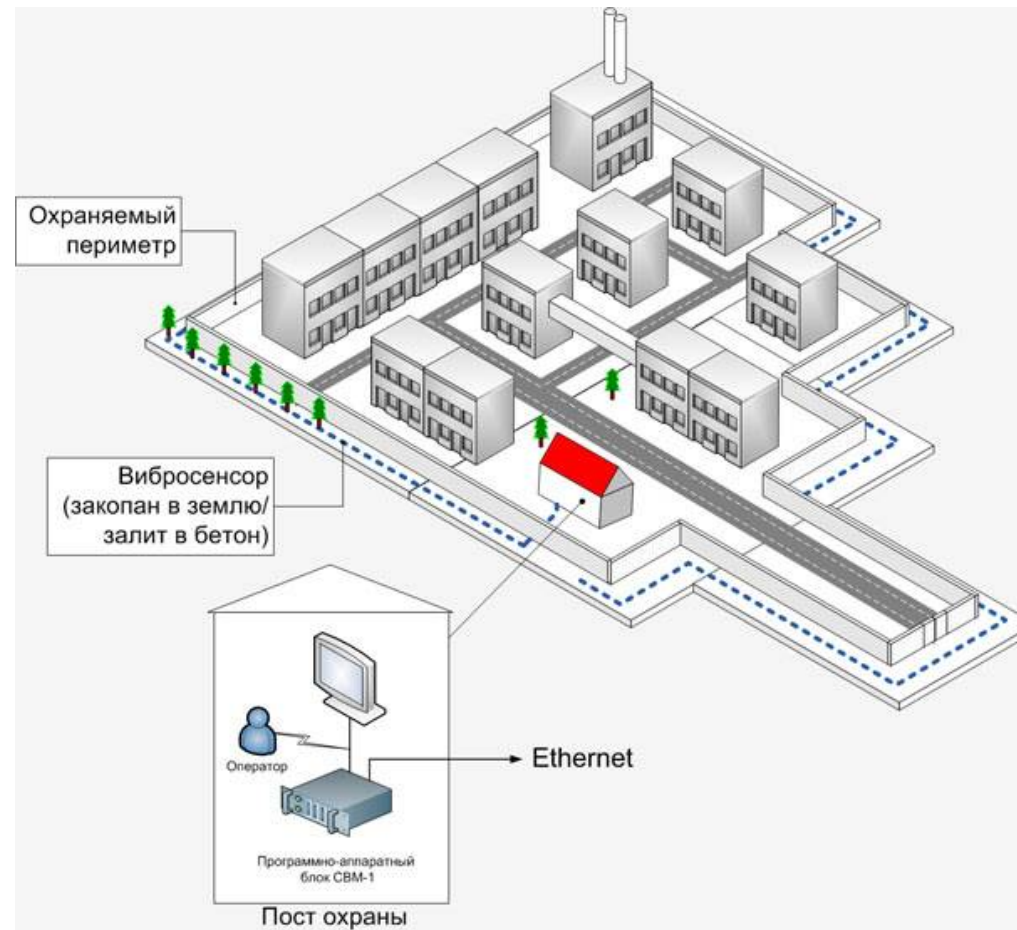 Охраняемый
периметр
Вибросенсор
(закопан в землю/
залит в бетон)
Ethernet
Оператор
Программно-аппаратный
блок СВМ-1
Пост охраны